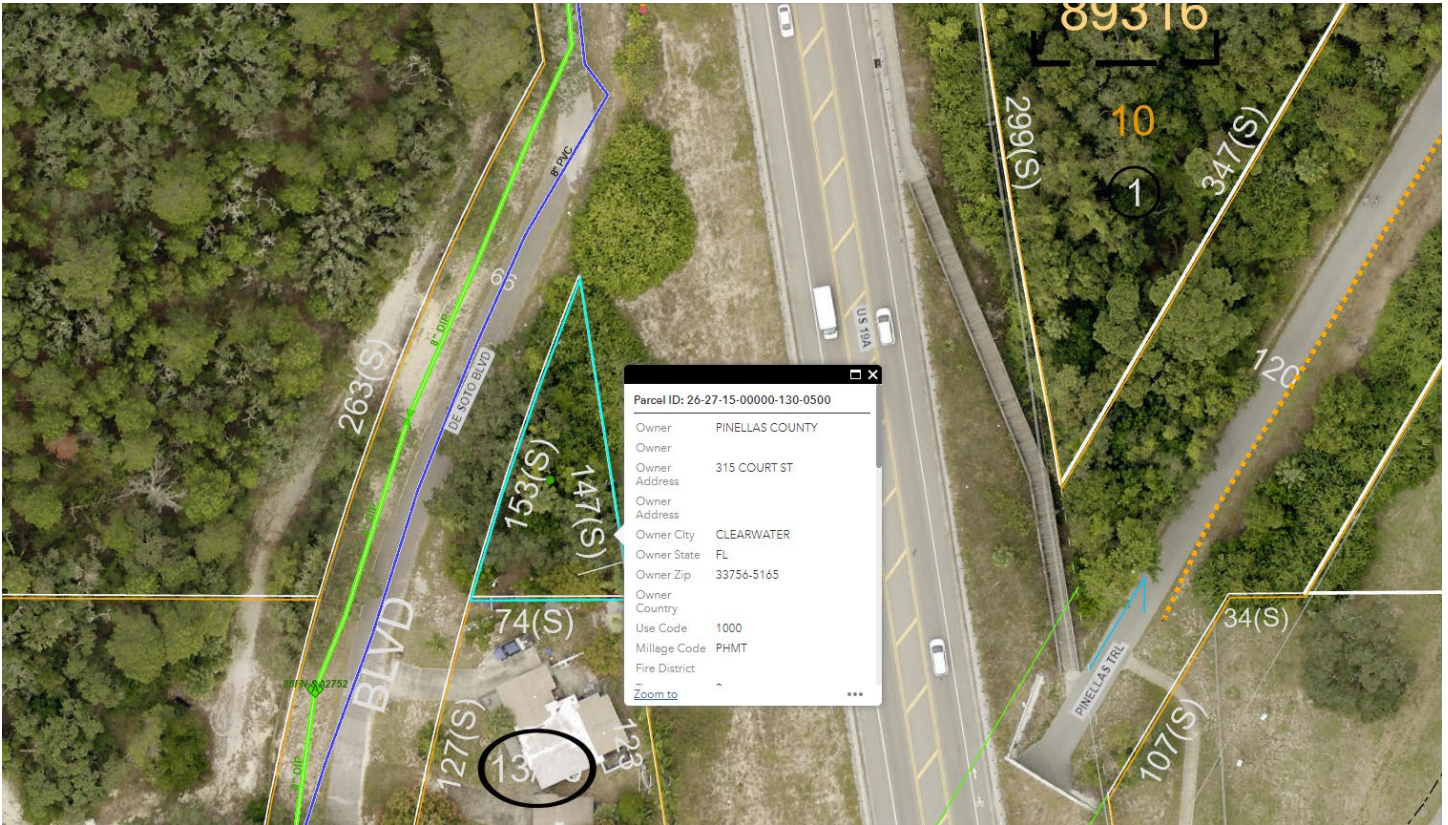 89316
10
1
299(S)
347(S)
8" PVC
66
8" DIP
263(S)
DE SOTO BLVD
US 19A
120
153(S)
147(S)
Parcel ID: 26-27-15-00000-130-0500
Owner PINELLAS COUNTY
Owner
Owner 315 COURT ST
Address
Owner
Address
Owner City CLEARWATER
Owner State FL
Owner Zip 33756-5165
Owner
Country
Use Code 1000
Millage Code PHMT
Fire District
Zoom to
74(S)
34(S)
BLVD
PINELLAS TRL
127(S)
123
107(S)